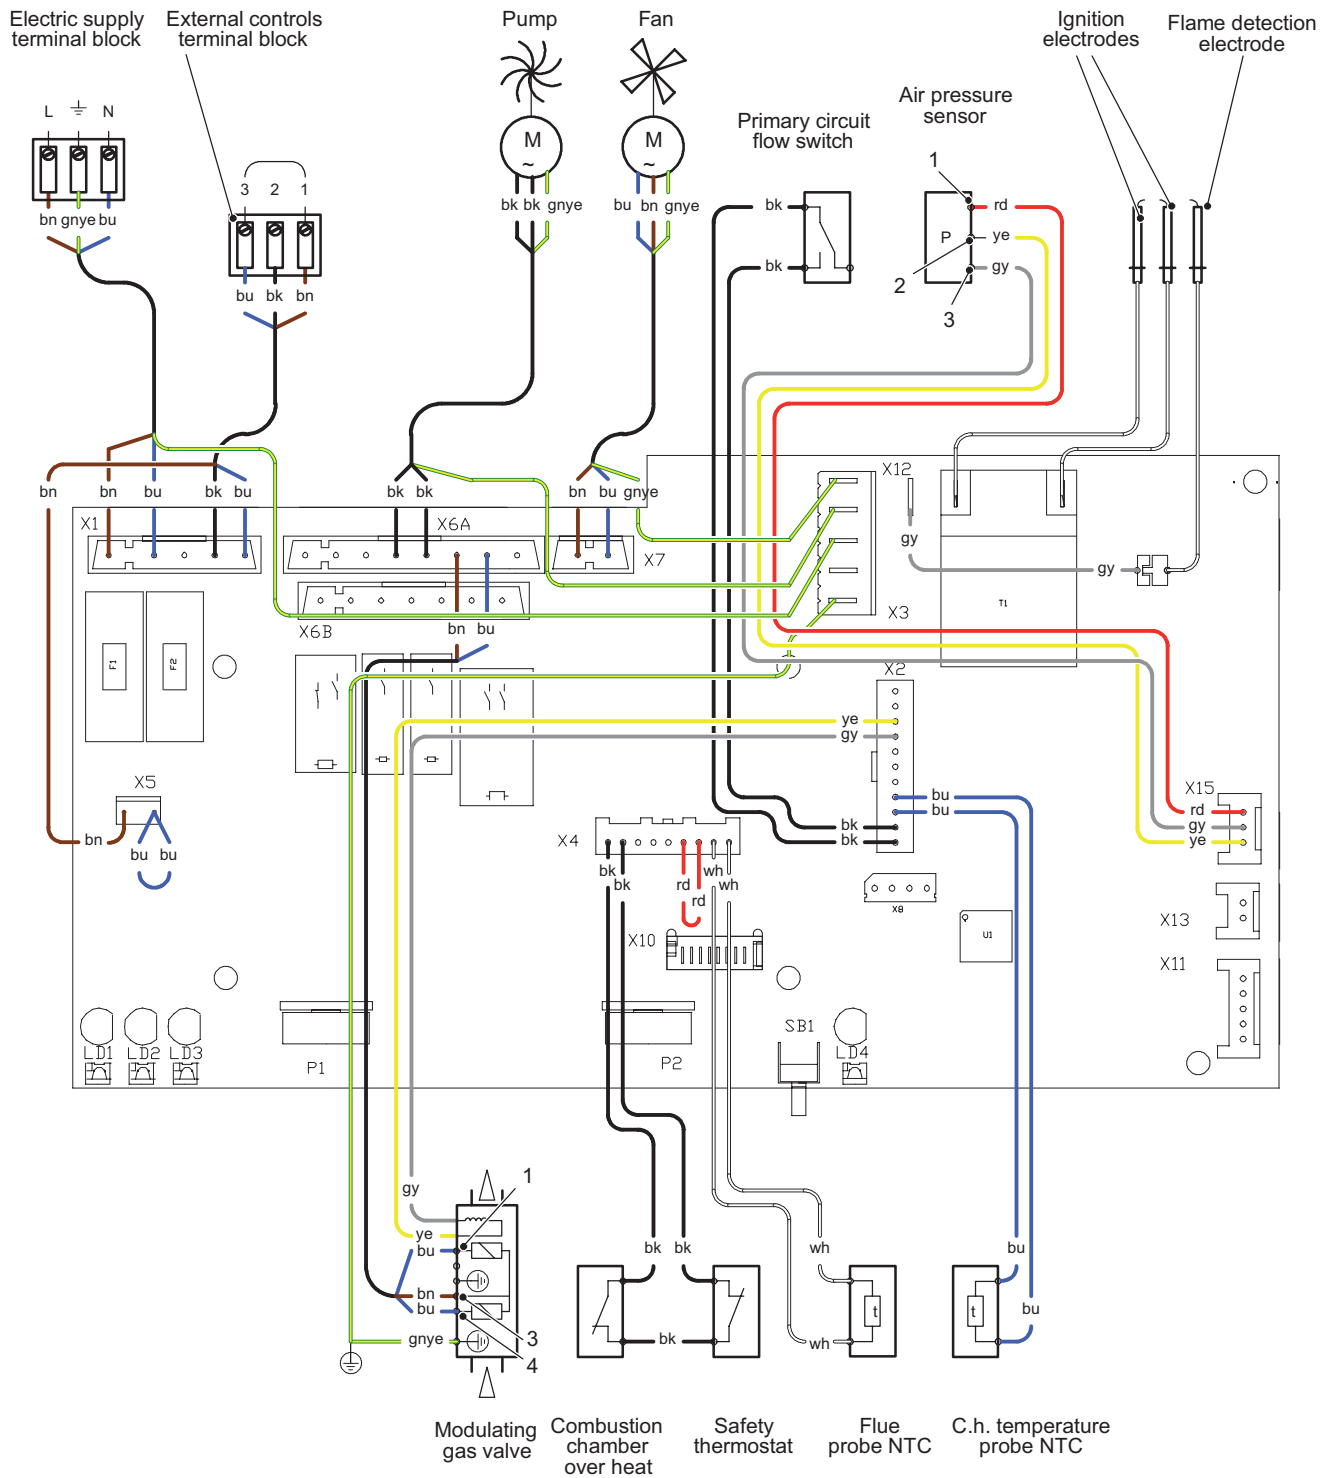 Electric supply
terminal block
External controls
terminal block
Pump
Fan
Ignition
electrodes
Flame detection
electrode
Air pressure
sensor
Primary circuit
flow switch
L
N
M
~
M
~
1
3 2 1
bn gnye bu
bk bk gnye
bu bn gnye
bk
rd
P
ye
bk
gy
2
3
bu bk bn
X12
bn
bn
bu
bk
bu
bk
bk
bn
bu
gnye
X1
X6A
X7
gy
gy
T1
X3
X6B
bn
bu
F1
F2
X2
ye
gy
X5
bu
bu
X15
rd
gy
ye
bn
bu
bu
bk
bk
X4
bk
bk
rd
rd
wh
wh
X8
X10
U1
X13
X11
SB1
LD1
LD2
LD3
LD4
P1
P2
1
gy
ye
bu
bn
bu
gnye
3
4
bk
bk
bk
wh
wh
t
t
bu
bu
Modulating
gas valve
Combustion
chamber
over heat
Safety
thermostat
Flue
probe NTC
C.h. temperature
probe NTC